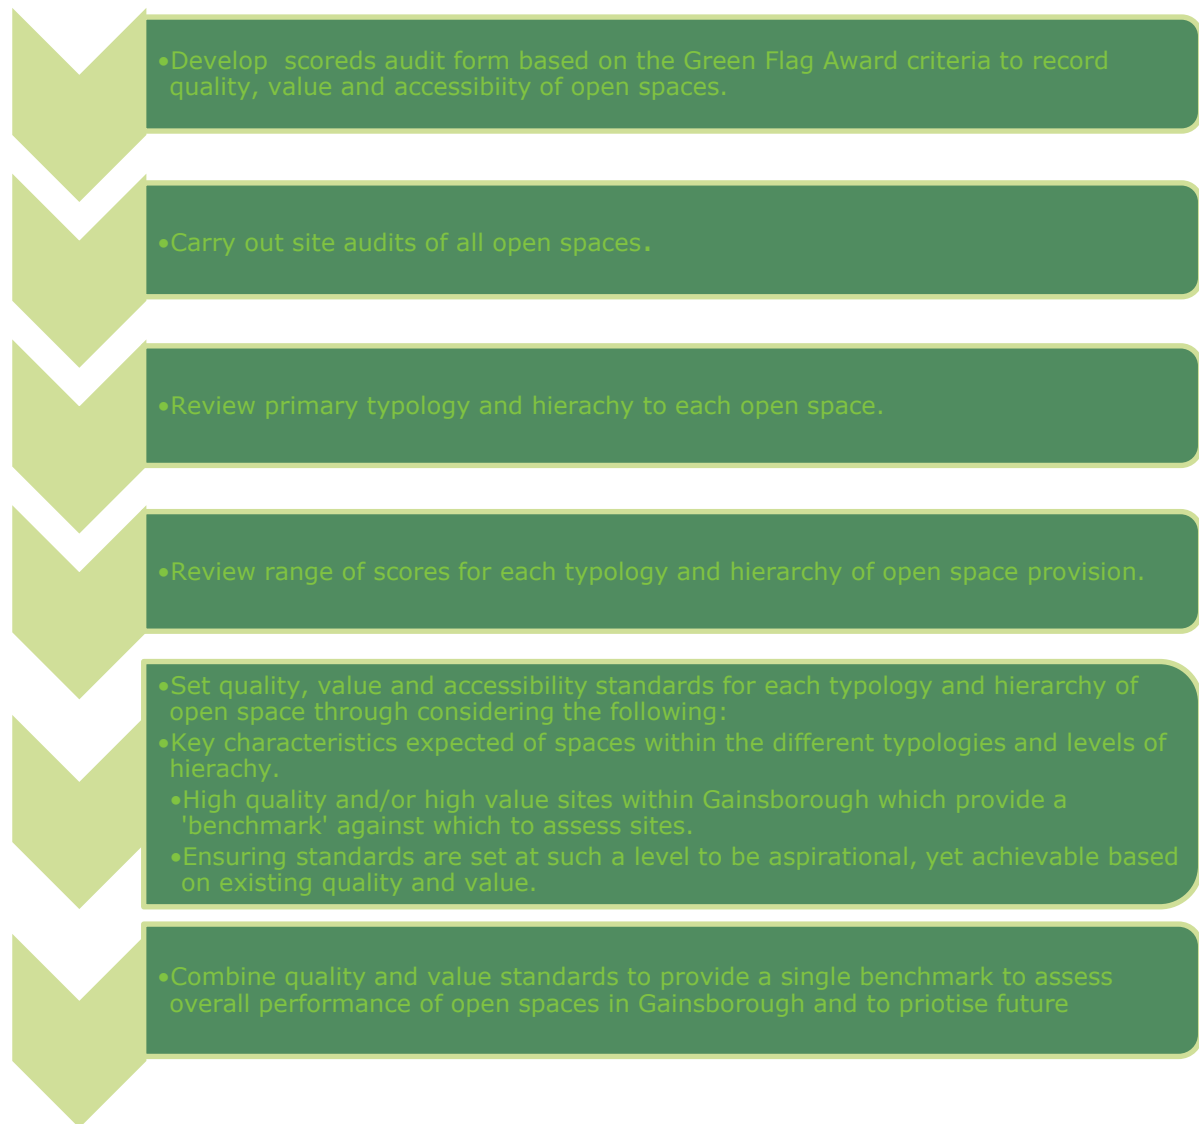 •Develop  scoreds audit form based on the Green Flag Award criteria to record
quality, value and accessibiity of open spaces.
•Carry out site audits of all open spaces.
•Review primary typology and hierachy to each open space.
•Review range of scores for each typology and hierarchy of open space provision.
•Set quality, value and accessibility standards for each typology and hierarchy of
open space through considering the following:
•Key characteristics expected of spaces within the different typologies and levels of
hierachy.
•High quality and/or high value sites within Gainsborough which provide a
'benchmark' against which to assess sites.
•Ensuring standards are set at such a level to be aspirational, yet achievable based
on existing quality and value.
•Combine quality and value standards to provide a single benchmark to assess
overall performance of open spaces in Gainsborough and to priotise future